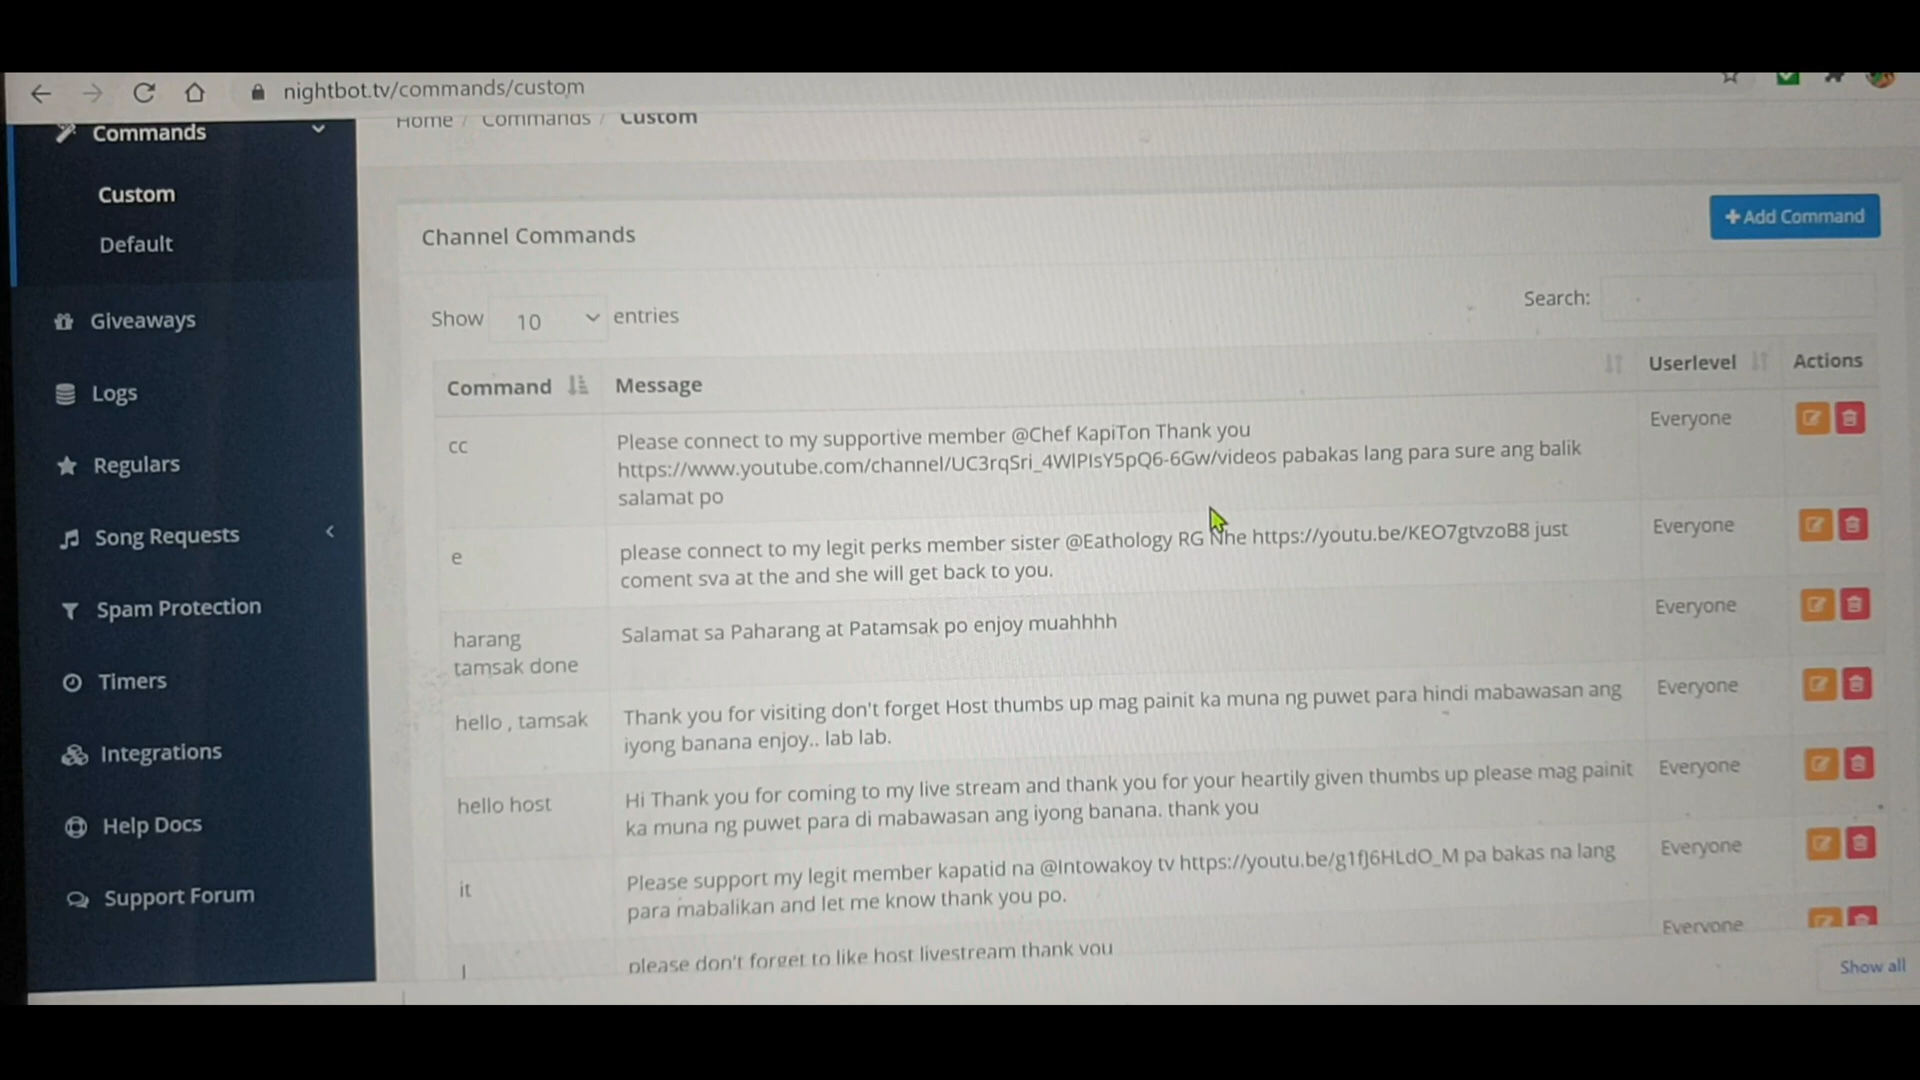 nightbot.tv/commands/custom
Home / Commands / Custom
Commands
Custom
Default
Giveaways
Logs
Regulars
Song Requests
Spam Protection
Timers
Integrations
Help Docs
Support Forum
Channel Commands
+Add Command
Show 10 entries
Search:
Command Message Userlevel Actions
cc
Please connect to my supportive member @Chef KapiTon Thank you
https://www.youtube.com/channel/UC3rqSri_4WlPIsY5pQ6-6Gw/videos pabakas lang para sure ang balik
salamat po
Everyone
e
please connect to my legit perks member sister @Eathology RG Nhe https://youtu.be/KEO7gtvzoB8 just
coment sva at the and she will get back to you.
Everyone
harang
tamsak done
Salamat sa Paharang at Patamsak po enjoy muahhhh
Everyone
hello , tamsak
Thank you for visiting don't forget Host thumbs up mag painit ka muna ng puwet para hindi mabawasan ang
iyong banana enjoy.. lab lab.
Everyone
hello host
Hi Thank you for coming to my live stream and thank you for your heartily given thumbs up please mag painit
ka muna ng puwet para di mabawasan ang iyong banana. thank you
Everyone
it
Please support my legit member kapatid na @Intowakoy tv https://youtu.be/g1fJ6HLdO_M pa bakas na lang
para mabalikan and let me know thank you po.
Everyone
l
please don't forget to like host livestream thank you
Everyone
Show all